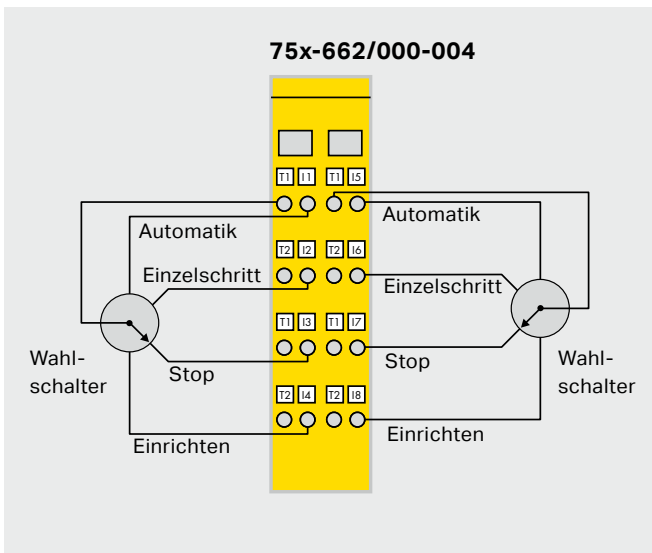 75x-662/000-004
T1 I1 T1 I5
Automatik
Automatik
T2 I2 T2 I6
Einzelschritt
Einzelschritt
T1 I3 T1 I7
Wahl-
schalter
Stop
Stop
Wahl-
schalter
T2 I4 T2 I8
Einrichten
Einrichten